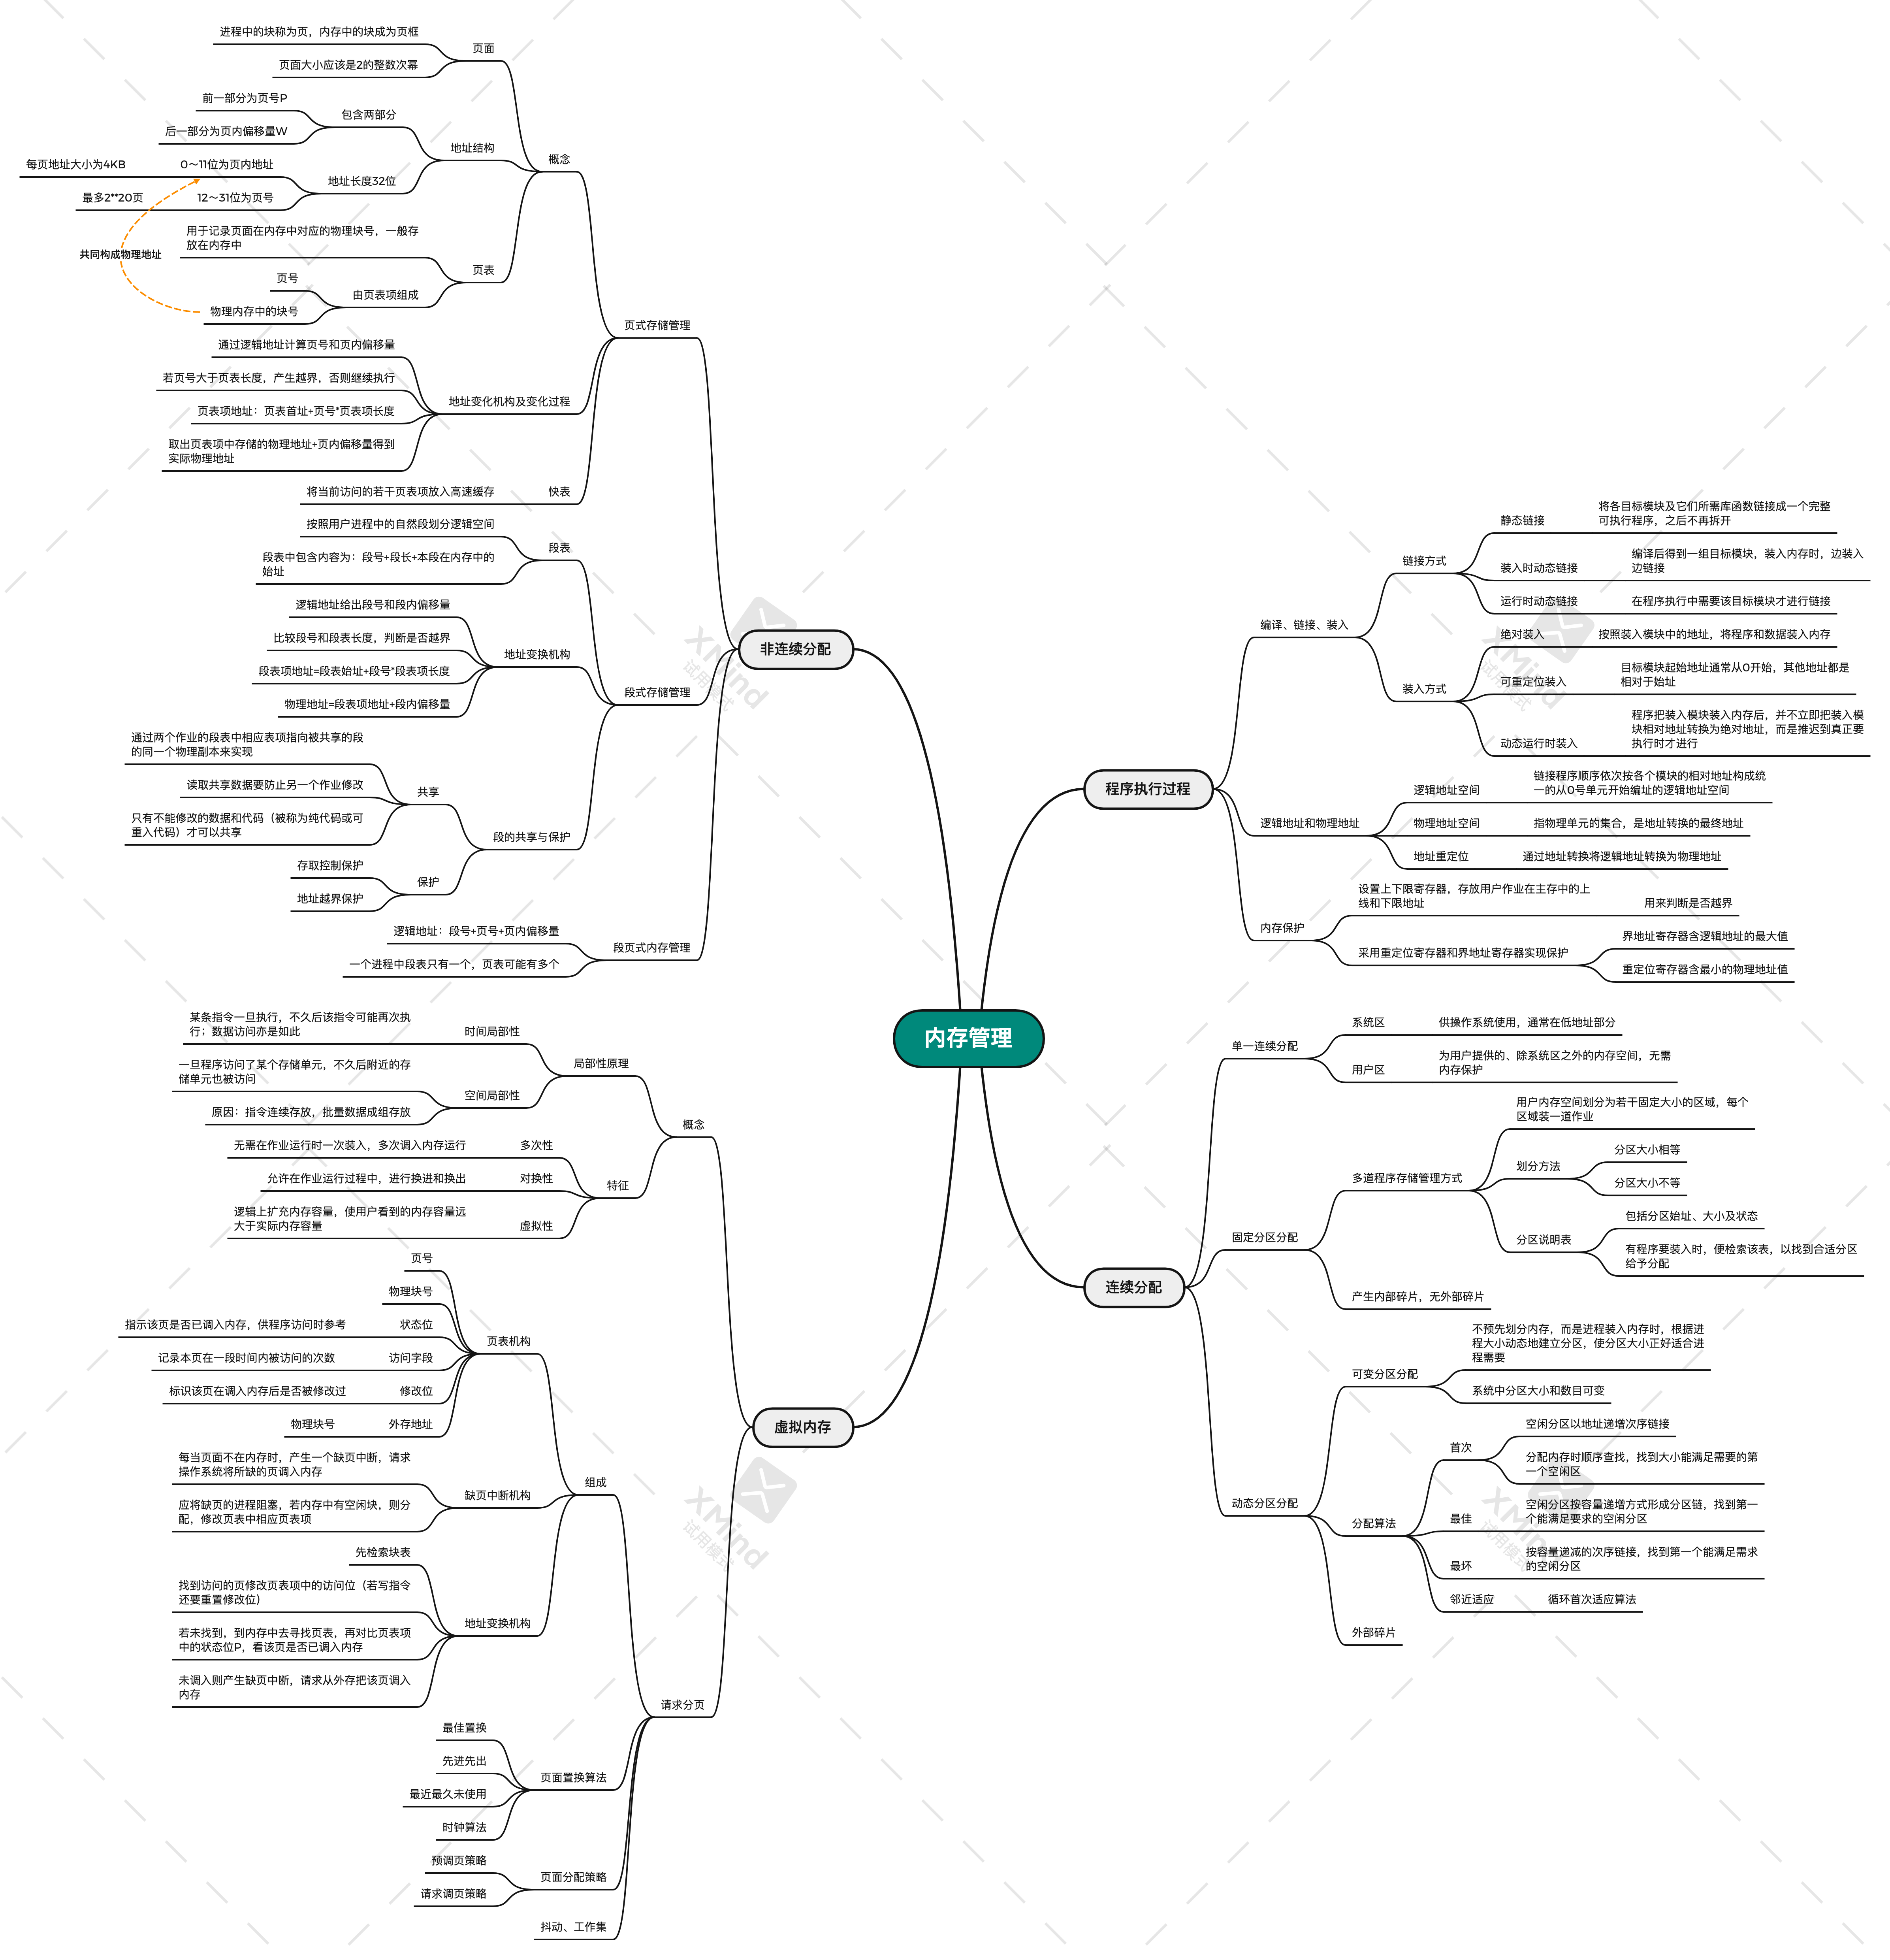 内存管理
程序执行过程
编译、链接、装入
链接方式
静态链接
将各目标模块及它们所需库函数链接成一个完整
可执行程序，之后不再拆开
装入时动态链接
编译后得到一组目标模块，装入内存时，边装入
边链接
运行时动态链接
在程序执行中需要该目标模块才进行链接
装入方式
绝对装入
按照装入模块中的地址，将程序和数据装入内存
可重定位装入
目标模块起始地址通常从0开始，其他地址都是
相对于始址
动态运行时装入
程序把装入模块装入内存后，并不立即把装入模
块相对地址转换为绝对地址，而是推迟到真正要
执行时才进行
逻辑地址和物理地址
逻辑地址空间
链接程序顺序依次按各个模块的相对地址构成统
一的从0号单元开始编址的逻辑地址空间
物理地址空间
指物理单元的集合，是地址转换的最终地址
地址重定位
通过地址转换将逻辑地址转换为物理地址
内存保护
设置上下限寄存器，存放用户作业在主存中的上
线和下限地址
用来判断是否越界
采用重定位寄存器和界地址寄存器实现保护
界地址寄存器含逻辑地址的最大值
重定位寄存器含最小的物理地址值
连续分配
单一连续分配
系统区
供操作系统使用，通常在低地址部分
用户区
为用户提供的、除系统区之外的内存空间，无需
内存保护
固定分区分配
多道程序存储管理方式
用户内存空间划分为若干固定大小的区域，每个
区域装一道作业
划分方法
分区大小相等
分区大小不等
分区说明表
包括分区始址、大小及状态
有程序要装入时，便检索该表，以找到合适分区
给予分配
产生内部碎片，无外部碎片
动态分区分配
可变分区分配
不预先划分内存，而是进程装入内存时，根据进
程大小动态地建立分区，使分区大小正好适合进
程需要
系统中分区大小和数目可变
分配算法
首次
空闲分区以地址递增次序链接
分配内存时顺序查找，找到大小能满足需要的第
一个空闲区
最佳
空闲分区按容量递增方式形成分区链，找到第一
个能满足要求的空闲分区
最坏
按容量递减的次序链接，找到第一个能满足需求
的空闲分区
邻近适应
循环首次适应算法
外部碎片
非连续分配
页式存储管理
概念
页面
进程中的块称为页，内存中的块成为页框
页面大小应该是2的整数次幂
地址结构
包含两部分
前一部分为页号P
后一部分为页内偏移量W
地址长度32位
0～11位为页内地址
每页地址大小为4KB
12～31位为页号
最多2**20页
页表
用于记录页面在内存中对应的物理块号，一般存
放在内存中
由页表项组成
页号
物理内存中的块号
共同构成物理地址
地址变化机构及变化过程
通过逻辑地址计算页号和页内偏移量
若页号大于页表长度，产生越界，否则继续执行
页表项地址：页表首址+页号*页表项长度
取出页表项中存储的物理地址+页内偏移量得到
实际物理地址
快表
将当前访问的若干页表项放入高速缓存
段式存储管理
段表
按照用户进程中的自然段划分逻辑空间
段表中包含内容为：段号+段长+本段在内存中的
始址
地址变换机构
逻辑地址给出段号和段内偏移量
比较段号和段表长度，判断是否越界
段表项地址=段表始址+段号*段表项长度
物理地址=段表项地址+段内偏移量
段的共享与保护
共享
通过两个作业的段表中相应表项指向被共享的段
的同一个物理副本来实现
读取共享数据要防止另一个作业修改
只有不能修改的数据和代码（被称为纯代码或可
重入代码）才可以共享
保护
存取控制保护
地址越界保护
段页式内存管理
逻辑地址：段号+页号+页内偏移量
一个进程中段表只有一个，页表可能有多个
虚拟内存
概念
局部性原理
时间局部性
某条指令一旦执行，不久后该指令可能再次执
行；数据访问亦是如此
空间局部性
一旦程序访问了某个存储单元，不久后附近的存
储单元也被访问
原因：指令连续存放，批量数据成组存放
特征
多次性
无需在作业运行时一次装入，多次调入内存运行
对换性
允许在作业运行过程中，进行换进和换出
虚拟性
逻辑上扩充内存容量，使用户看到的内存容量远
大于实际内存容量
请求分页
组成
页表机构
页号
物理块号
状态位
指示该页是否已调入内存，供程序访问时参考
访问字段
记录本页在一段时间内被访问的次数
修改位
标识该页在调入内存后是否被修改过
外存地址
物理块号
缺页中断机构
每当页面不在内存时，产生一个缺页中断，请求
操作系统将所缺的页调入内存
应将缺页的进程阻塞，若内存中有空闲块，则分
配，修改页表中相应页表项
地址变换机构
先检索块表
找到访问的页修改页表项中的访问位（若写指令
还要重置修改位）
若未找到，到内存中去寻找页表，再对比页表项
中的状态位P，看该页是否已调入内存
未调入则产生缺页中断，请求从外存把该页调入
内存
页面置换算法
最佳置换
先进先出
最近最久未使用
时钟算法
页面分配策略
预调页策略
请求调页策略
抖动、工作集
XMind
试用模式
XMind
试用模式
XMind
试用模式
XMind
试用模式